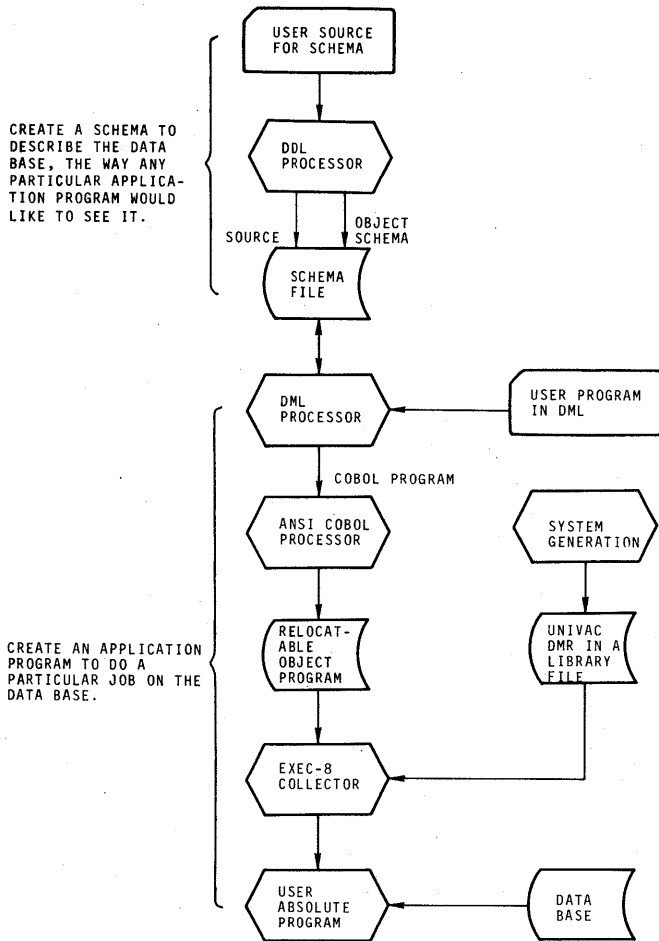 USER SOURCE
FOR SCHEMA
CREATE A SCHEMA TO
DESCRIBE THE DATA
BASE, THE WAY ANY
PARTICULAR APPLICA-
TION PROGRAM WOULD
LIKE TO SEE IT.
DDL
PROCESSOR
SOURCE
OBJECT
SCHEMA
SCHEMA
FILE
DML
PROCESSOR
USER PROGRAM
IN DML
COBOL PROGRAM
ANSI COBOL
PROCESSOR
SYSTEM
GENERATION
RELOCAT-
ABLE
OBJECT
PROGRAM
UNIVAC
DMR IN A
LIBRARY
FILE
CREATE AN APPLICATION
PROGRAM TO DO A
PARTICULAR JOB ON THE
DATA BASE.
EXEC-8
COLLECTOR
USER
ABSOLUTE
PROGRAM
DATA
BASE